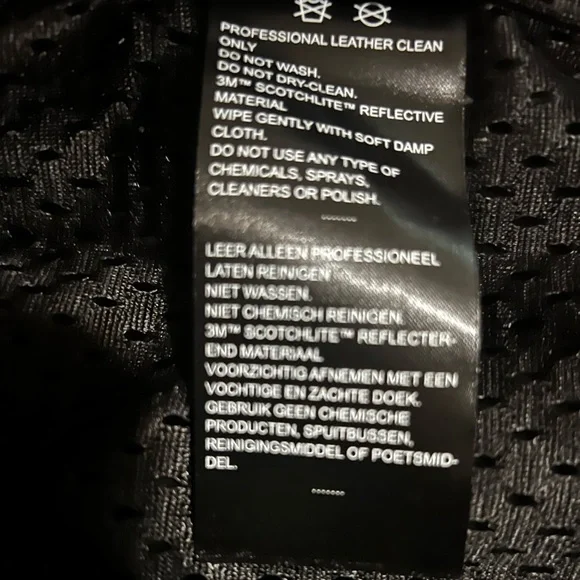 PROFESSIONAL LEATHER CLEAN
ONLY
DO NOT WASH.
DO NOT DRY-CLEAN.
3M™ SCOTCHLITE™ REFLECTIVE
MATERIAL
WIPE GENTLY WITH SOFT DAMP
CLOTH.
DO NOT USE ANY TYPE OF
CHEMICALS, SPRAYS,
CLEANERS OR POLISH.
LEER ALLEEN PROFESSIONEEL
LATEN REINIGEN
NIET WASSEN.
NIET CHEMISCH REINIGEN.
3M™ SCOTCHLITE™ REFLECTER-
END MATERIAAL
VOORZICHTIG AFNEMEN MET EEN
VOCHTIGE EN ZACHTE DOEK.
GEBRUIK GEEN CHEMISCHE
PRODUCTEN, SPUITBUSSEN,
REINIGINGSMIDDEL OF POETSMID-
DEL.